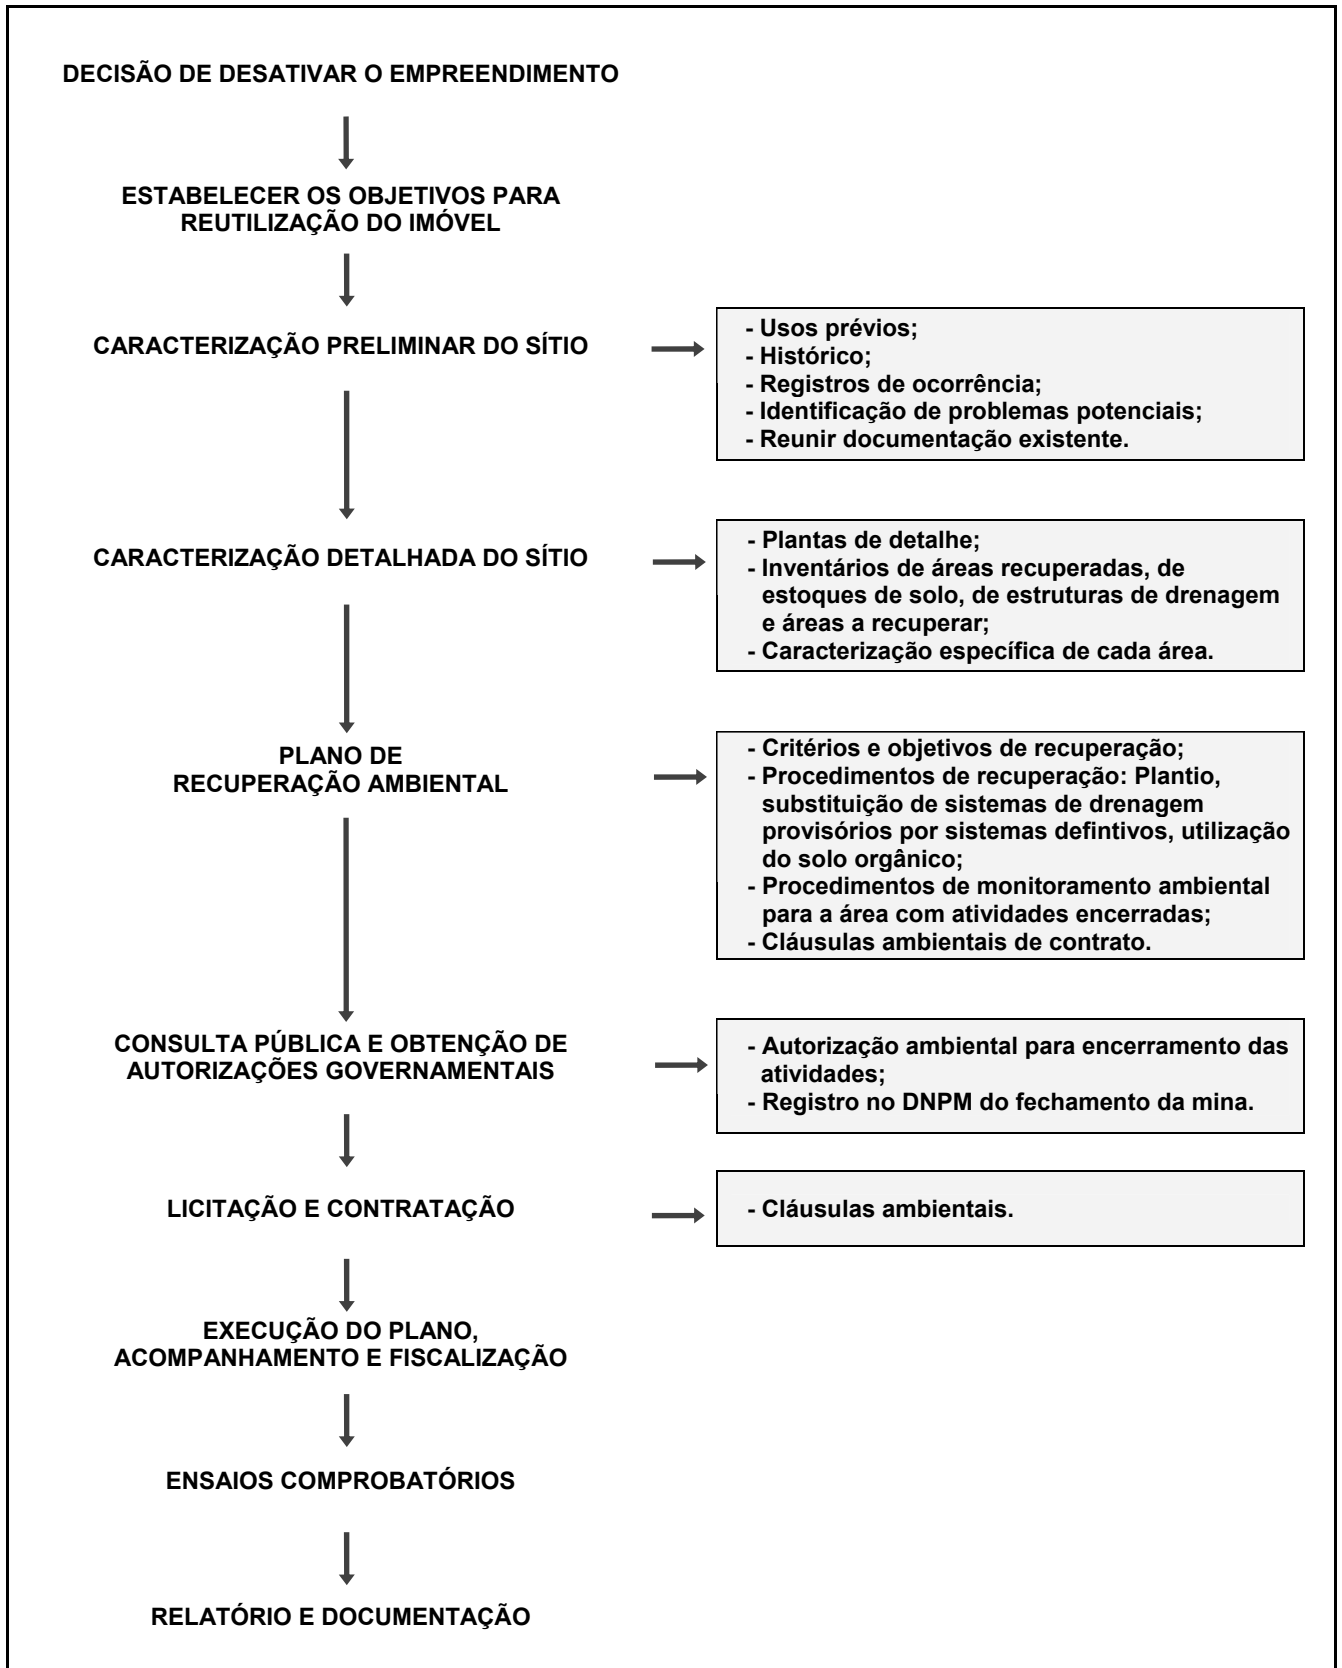 DECISÃO DE DESATIVAR O EMPREENDIMENTO
ESTABELECER OS OBJETIVOS PARA
REUTILIZAÇÃO DO IMÓVEL
CARACTERIZAÇÃO PRELIMINAR DO SÍTIO
- Usos prévios;
- Histórico;
- Registros de ocorrência;
- Identificação de problemas potenciais;
- Reunir documentação existente.
CARACTERIZAÇÃO DETALHADA DO SÍTIO
- Plantas de detalhe;
- Inventários de áreas recuperadas, de
estoques de solo, de estruturas de drenagem
e áreas a recuperar;
- Caracterização específica de cada área.
PLANO DE
RECUPERAÇÃO AMBIENTAL
- Critérios e objetivos de recuperação;
- Procedimentos de recuperação: Plantio,
substituição de sistemas de drenagem
provisórios por sistemas defintivos, utilização
do solo orgânico;
- Procedimentos de monitoramento ambiental
para a área com atividades encerradas;
- Cláusulas ambientais de contrato.
CONSULTA PÚBLICA E OBTENÇÃO DE
AUTORIZAÇÕES GOVERNAMENTAIS
- Autorização ambiental para encerramento das
atividades;
- Registro no DNPM do fechamento da mina.
LICITAÇÃO E CONTRATAÇÃO
- Cláusulas ambientais.
EXECUÇÃO DO PLANO,
ACOMPANHAMENTO E FISCALIZAÇÃO
ENSAIOS COMPROBATÓRIOS
RELATÓRIO E DOCUMENTAÇÃO